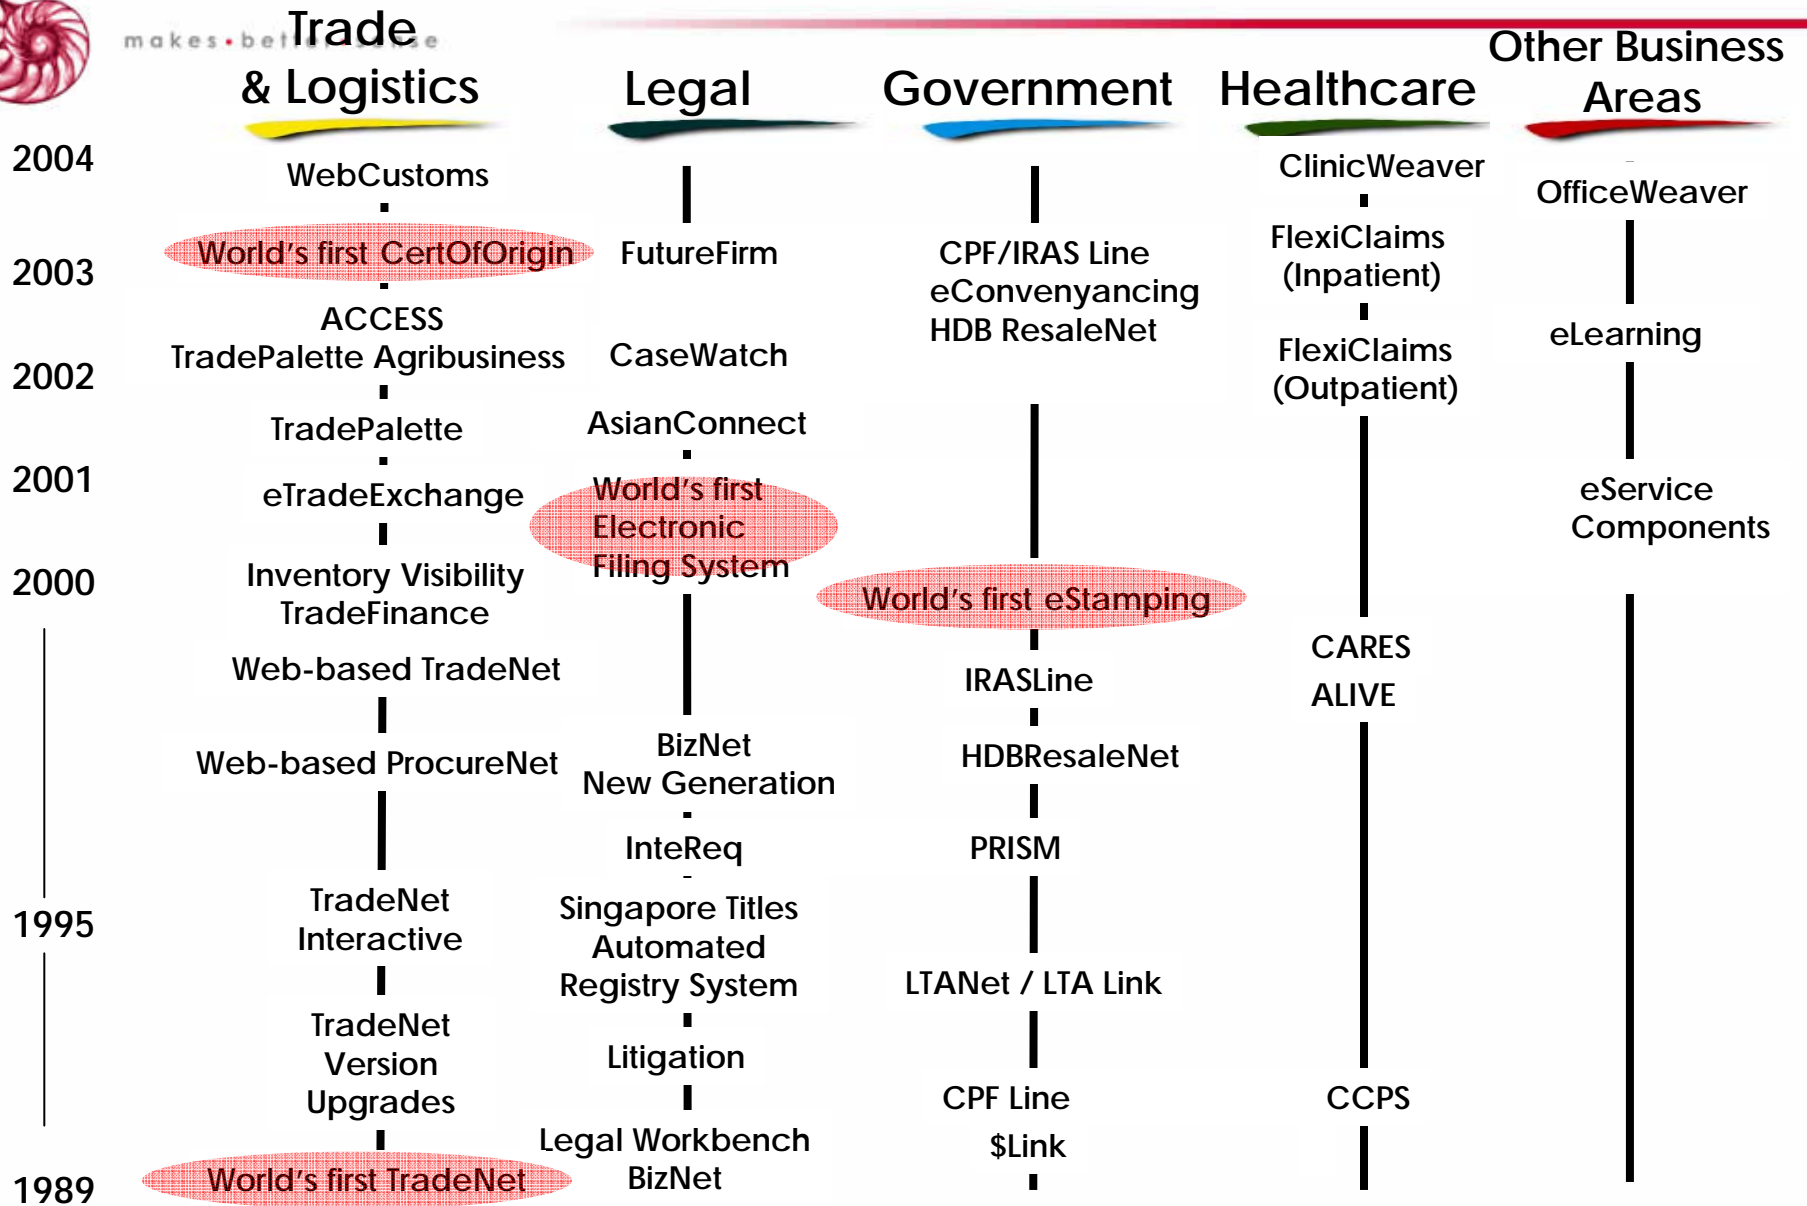 makes•better•sense
Trade
& Logistics
Legal
Government
Healthcare
Other Business
Areas
2004
2003
2002
2001
2000
1995
1989
WebCustoms
World's first CertOfOrigin
ACCESS
TradePalette Agribusiness
TradePalette
eTradeExchange
Inventory Visibility
TradeFinance
Web-based TradeNet
Web-based ProcureNet
TradeNet
Interactive
TradeNet
Version
Upgrades
World's first TradeNet
FutureFirm
CaseWatch
AsianConnect
World's first
Electronic
Filing System
BizNet
New Generation
InteReq
Singapore Titles
Automated
Registry System
Litigation
Legal Workbench
BizNet
CPF/IRAS Line
eConvenyancing
HDB ResaleNet
World's first eStamping
IRASLine
HDBResaleNet
PRISM
LTANet / LTA Link
CPF Line
$Link
ClinicWeaver
FlexiClaims
(Inpatient)
FlexiClaims
(Outpatient)
CARES
ALIVE
CCPS
OfficeWeaver
eLearning
eService
Components